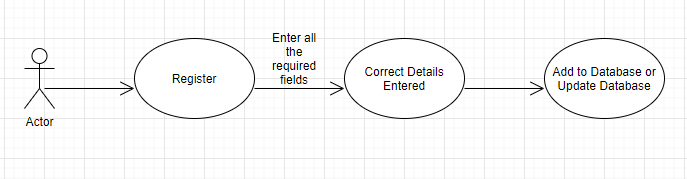 Actor
Register
Enter all
the
required
fields
Correct Details
Entered
Add to Database or
Update Database